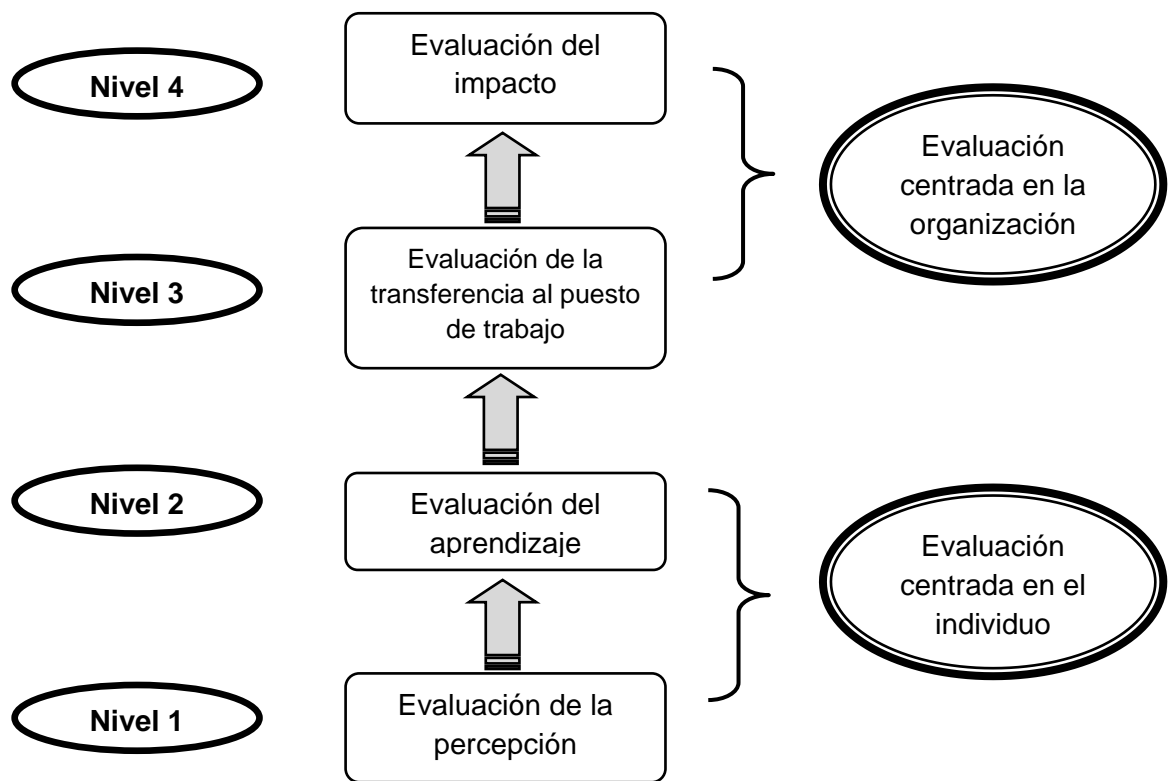 Nivel 4
Evaluación del
impacto
Evaluación
centrada en la
organización
Nivel 3
Evaluación de la
transferencia al puesto
de trabajo
Nivel 2
Evaluación del
aprendizaje
Evaluación
centrada en el
individuo
Nivel 1
Evaluación de la
percepción